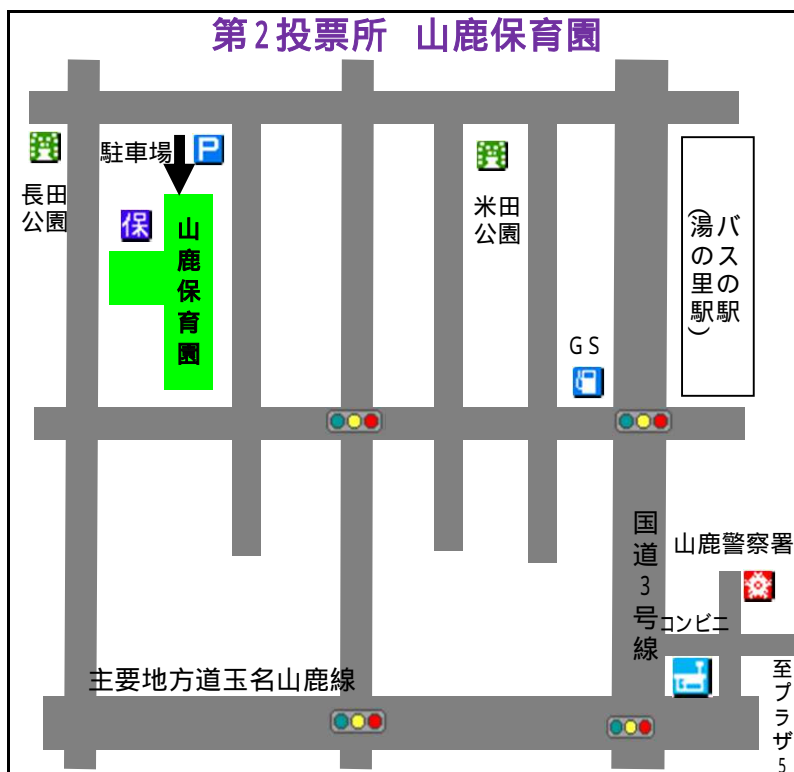 第2投票所 山鹿保育園
駐車場
P
長田
公園
保
山鹿保育園
米田
公園
バスの駅
(湯の里駅)
GS
国道3号線
山鹿警察署
コンビニ
主要地方道玉名山鹿線
至プラザ5